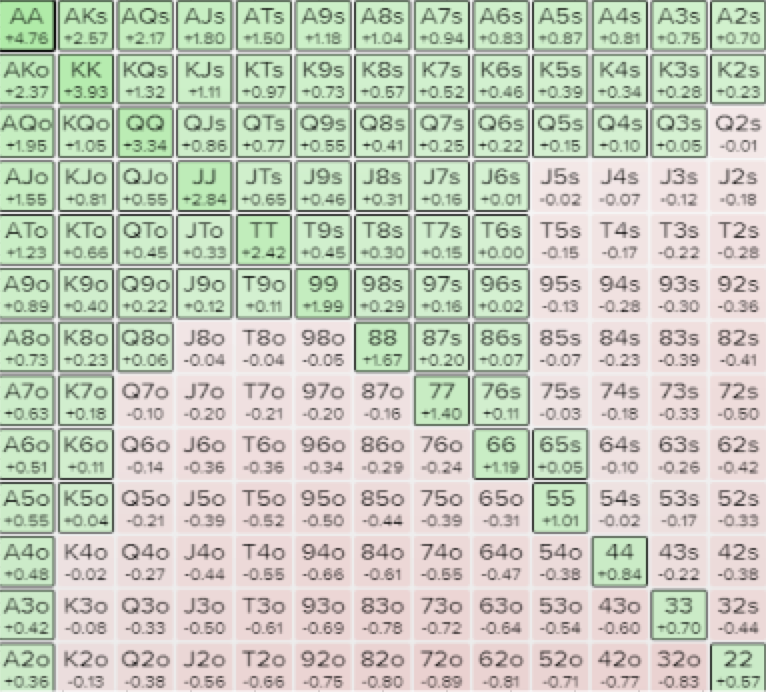 AA AKs AQs AJs ATs A9s A8s A7s A6s A5s A4s A3s A2s
+4.76 +2.57 +2.17 +1.80 +1.50 +1.18 +1.04 +0.94 +0.83 +0.87 +0.81 +0.75 +0.70
AKo KK KQs KJs KTs K9s K8s K7s K6s K5s K4s K3s K2s
+2.37 +3.93 +1.32 +1.11 +0.97 +0.73 +0.57 +0.52 +0.46 +0.39 +0.34 +0.28 +0.23
AQo KQo QQ QJs QTs Q9s Q8s Q7s Q6s Q5s Q4s Q3s Q2s
+1.95 +1.05 +3.34 +0.86 +0.77 +0.55 +0.41 +0.25 +0.22 +0.15 +0.10 +0.05 -0.01
AJo KJo QJo JJ JTs J9s J8s J7s J6s J5s J4s J3s J2s
+1.55 +0.81 +0.55 +2.84 +0.65 +0.46 +0.31 +0.16 +0.01 -0.02 -0.07 -0.12 -0.18
ATo KTo QTo JTo TT T9s T8s T7s T6s T5s T4s T3s T2s
+1.23 +0.66 +0.45 +0.33 +2.42 +0.45 +0.30 +0.15 +0.00 -0.15 -0.17 -0.22 -0.28
A9o K9o Q9o J9o T9o 99 98s 97s 96s 95s 94s 93s 92s
+0.89 +0.40 +0.22 +0.12 +0.11 +1.99 +0.29 +0.16 +0.02 -0.13 -0.28 -0.30 -0.36
A8o K8o Q8o J8o T8o 98o 88 87s 86s 85s 84s 83s 82s
+0.73 +0.23 +0.06 -0.04 -0.04 -0.05 +1.67 +0.20 +0.07 -0.07 -0.23 -0.39 -0.41
A7o K7o Q7o J7o T7o 97o 87o 77 76s 75s 74s 73s 72s
+0.63 +0.18 -0.10 -0.20 -0.21 -0.20 -0.16 +1.40 +0.11 -0.03 -0.18 -0.33 -0.50
A6o K6o Q6o J6o T6o 96o 86o 76o 66 65s 64s 63s 62s
+0.51 +0.11 -0.14 -0.36 -0.36 -0.34 -0.29 -0.24 +1.19 +0.05 -0.10 -0.26 -0.42
A5o K5o Q5o J5o T5o 95o 85o 75o 65o 55 54s 53s 52s
+0.55 +0.04 -0.21 -0.39 -0.52 -0.50 -0.44 -0.39 -0.31 +1.01 -0.02 -0.17 -0.33
A4o K4o Q4o J4o T4o 94o 84o 74o 64o 54o 44 43s 42s
+0.48 -0.02 -0.27 -0.44 -0.55 -0.66 -0.61 -0.55 -0.47 -0.38 +0.84 -0.22 -0.38
A3o K3o Q3o J3o T3o 93o 83o 73o 63o 53o 43o 33 32s
+0.42 -0.08 -0.33 -0.50 -0.61 -0.69 -0.78 -0.72 -0.64 -0.54 -0.60 +0.70 -0.44
A2o K2o Q2o J2o T2o 92o 82o 72o 62o 52o 42o 32o 22
+0.36 -0.13 -0.38 -0.56 -0.66 -0.75 -0.80 -0.89 -0.81 -0.71 -0.77 -0.83 +0.57